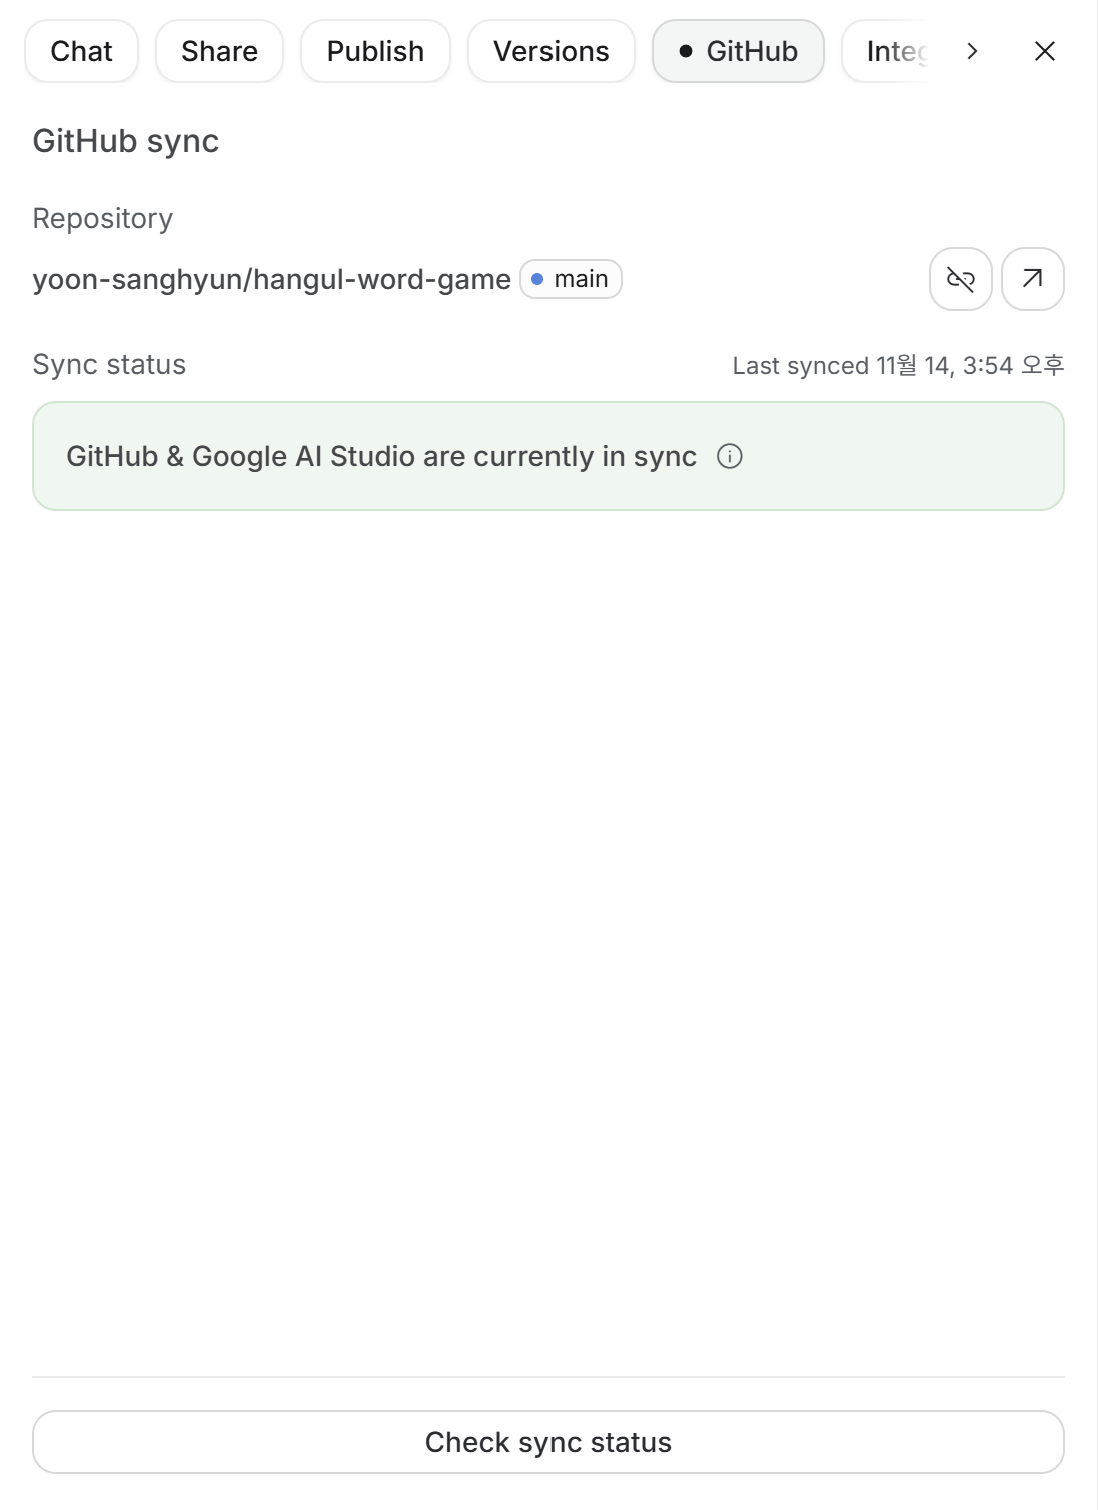 Chat Share Publish Versions GitHub Integ
GitHub sync
Repository
yoon-sanghyun/hangul-word-game main
Sync status Last synced 11월 14, 3:54 오후
GitHub & Google AI Studio are currently in sync
Check sync status